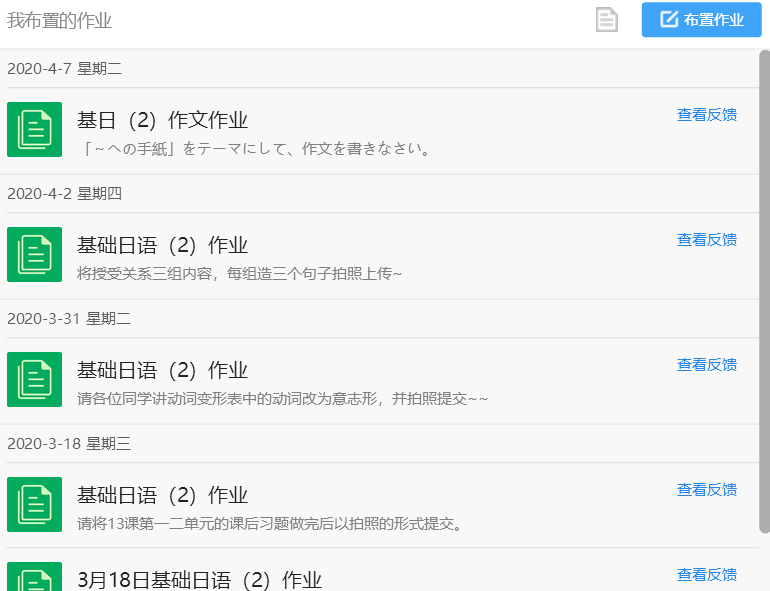 我布置的作业
布置作业
2020-4-7 星期二
基日（2）作文作业
查看反馈
「～への手紙」をテーマにして、作文を書きなさい。
2020-4-2 星期四
基础日语（2）作业
查看反馈
将授受关系三组内容，每组造三个句子拍照上传~
2020-3-31 星期二
基础日语（2）作业
查看反馈
请各位同学讲动词变形表中的动词改为意志形，并拍照提交~~
2020-3-18 星期三
基础日语（2）作业
查看反馈
请将13课第一二单元的课后习题做完后以拍照的形式提交。
3月18日基础日语（2）作业
查看反馈